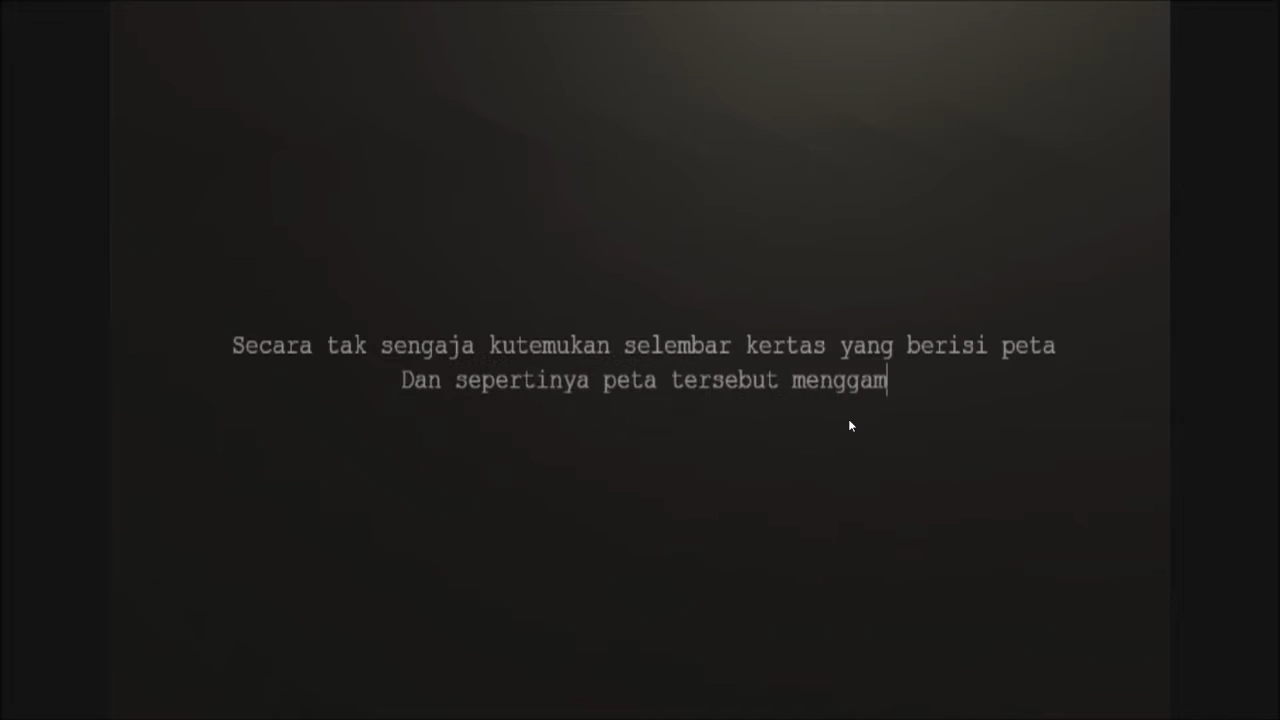 Secara tak sengaja kutemukan selembar kertas yang berisi peta
Dan sepertinya peta tersebut menggam